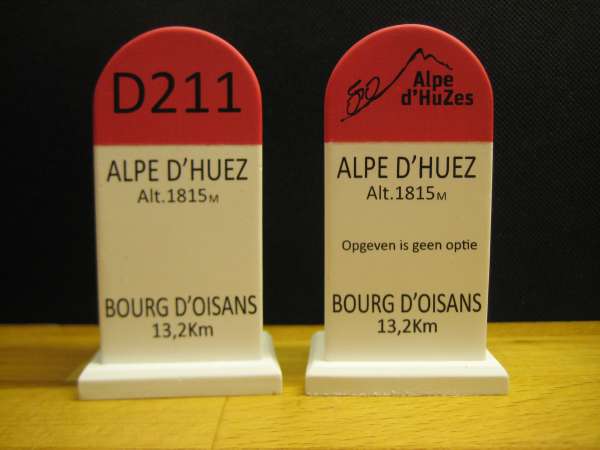 D211
ALPE D'HUEZ
Alt.1815M
BOURG D'OISANS
13,2Km
Alpe
d'HuZes
ALPE D'HUEZ
Alt.1815M
Opgeven is geen optie
BOURG D'OISANS
13,2Km